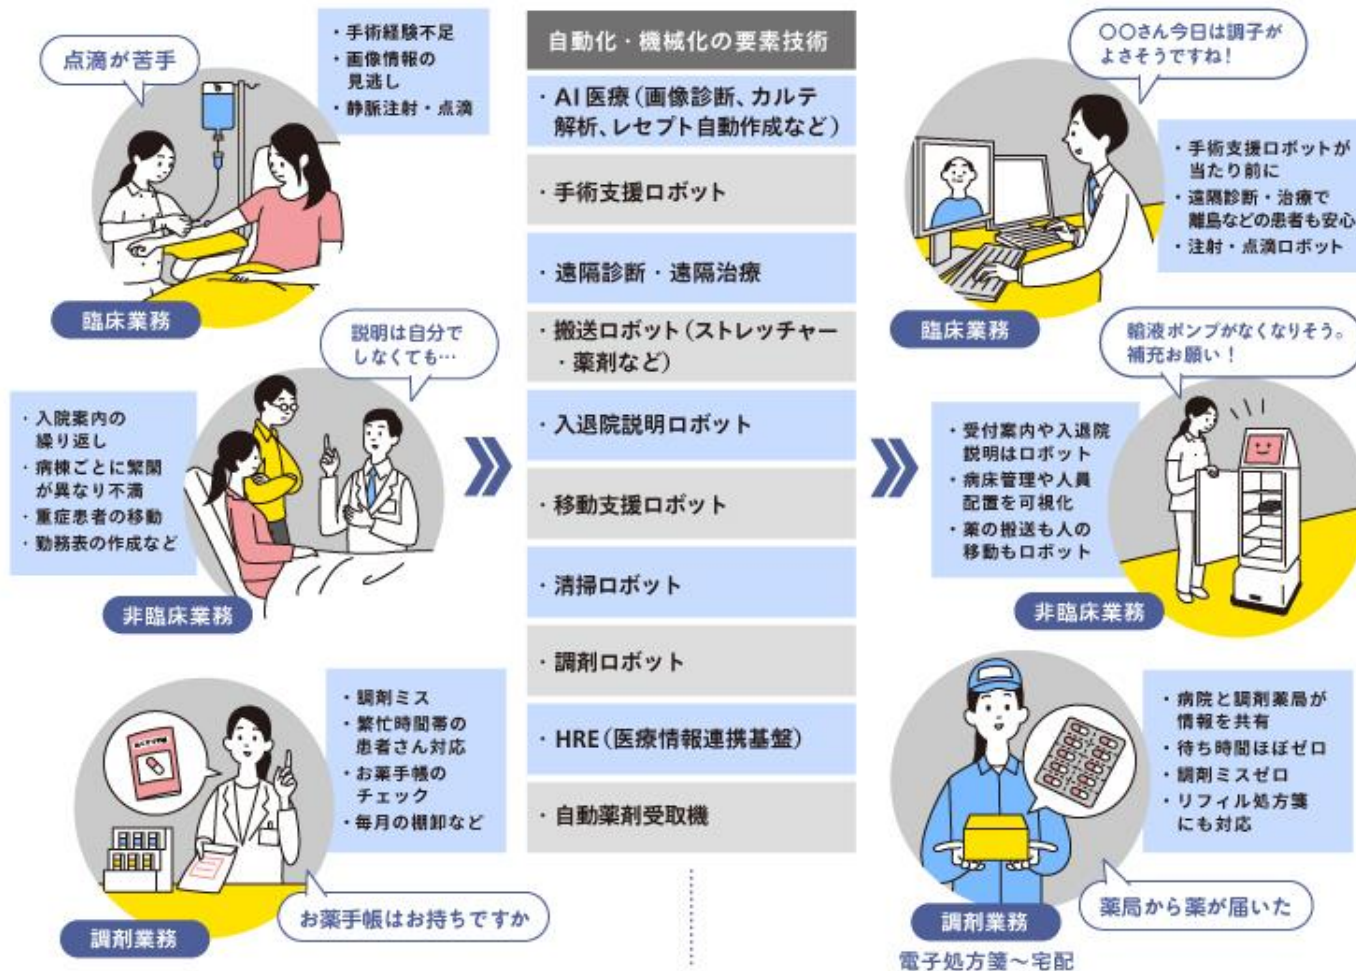 点滴が苦手
・手術経験不足
・画像情報の
見逃し
・静脈注射・点滴
臨床業務
説明は自分で
しなくても…
・入院案内の
繰り返し
・病棟ごとに繁閑
が異なり不満
・重症患者の移動
・勤務表の作成など
非臨床業務
・調剤ミス
・繁忙時間帯の
患者さん対応
・お薬手帳の
チェック
・毎月の棚卸など
お薬手帳はお持ちですか
調剤業務
自動化・機械化の要素技術
・AI医療（画像診断、カルテ
解析、レセプト自動作成など）
・手術支援ロボット
・遠隔診断・遠隔治療
・搬送ロボット（ストレッチャー
・薬剤など）
・入退院説明ロボット
・移動支援ロボット
・清掃ロボット
・調剤ロボット
・HRE（医療情報連携基盤）
・自動薬剤受取機
〇〇さん今日は調子が
よさそうですね！
・手術支援ロボットが
当たり前に
・遠隔診断・治療で
離島などの患者も安心
・注射・点滴ロボット
臨床業務
輸液ポンプがなくなりそう。
補充お願い！
・受付案内や入退院
説明はロボット
・病床管理や人員
配置を可視化
・薬の搬送も人の
移動もロボット
非臨床業務
・病院と調剤薬局が
情報を共有
・待ち時間ほぼゼロ
・調剤ミスゼロ
・リフィル処方箋
にも対応
薬局から薬が届いた
調剤業務
電子処方箋〜宅配